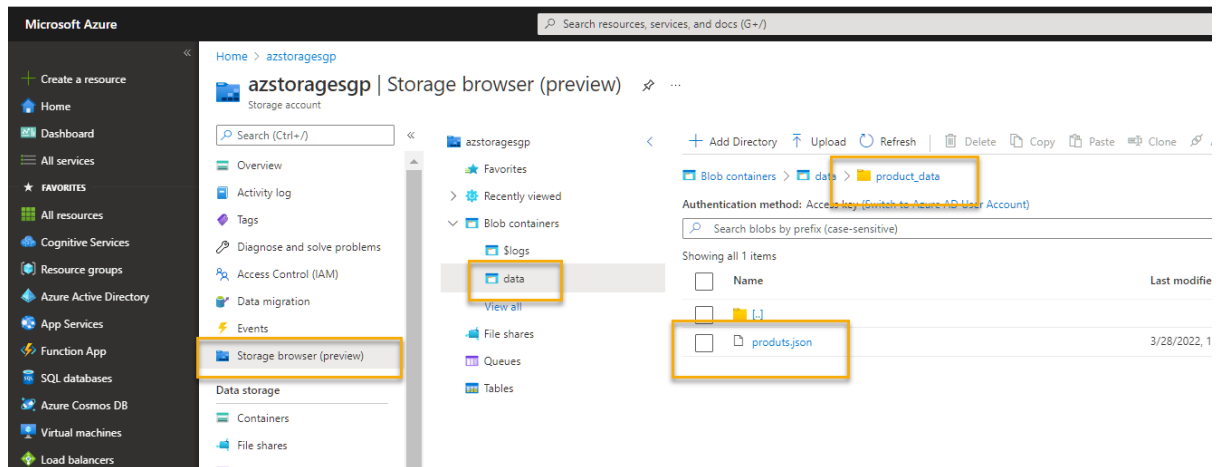 Microsoft Azure
Search resources, services, and docs (G+/)
«
Create a resource
Home
Dashboard
All services
FAVORITES
All resources
Cognitive Services
Resource groups
Azure Active Directory
App Services
Function App
SQL databases
Azure Cosmos DB
Virtual machines
Load balancers
Home > azstoragesgp
azstoragesgp | Storage browser (preview)
...
Storage account
Search (Ctrl+/)
«
Overview
Activity log
Tags
Diagnose and solve problems
Access Control (IAM)
Data migration
Events
Storage browser (preview)
Data storage
Containers
File shares
azstoragesgp
Favorites
Recently viewed
Blob containers
$logs
data
View all
File shares
Queues
Tables
Add Directory Upload Refresh Delete Copy Paste Clone
Blob containers > data > product_data
Authentication method: Access key (Switch to Azure AD User Account)
Search blobs by prefix (case-sensitive)
Showing all 1 items
Name Last modifie
[..]
produts.json 3/28/2022, 1